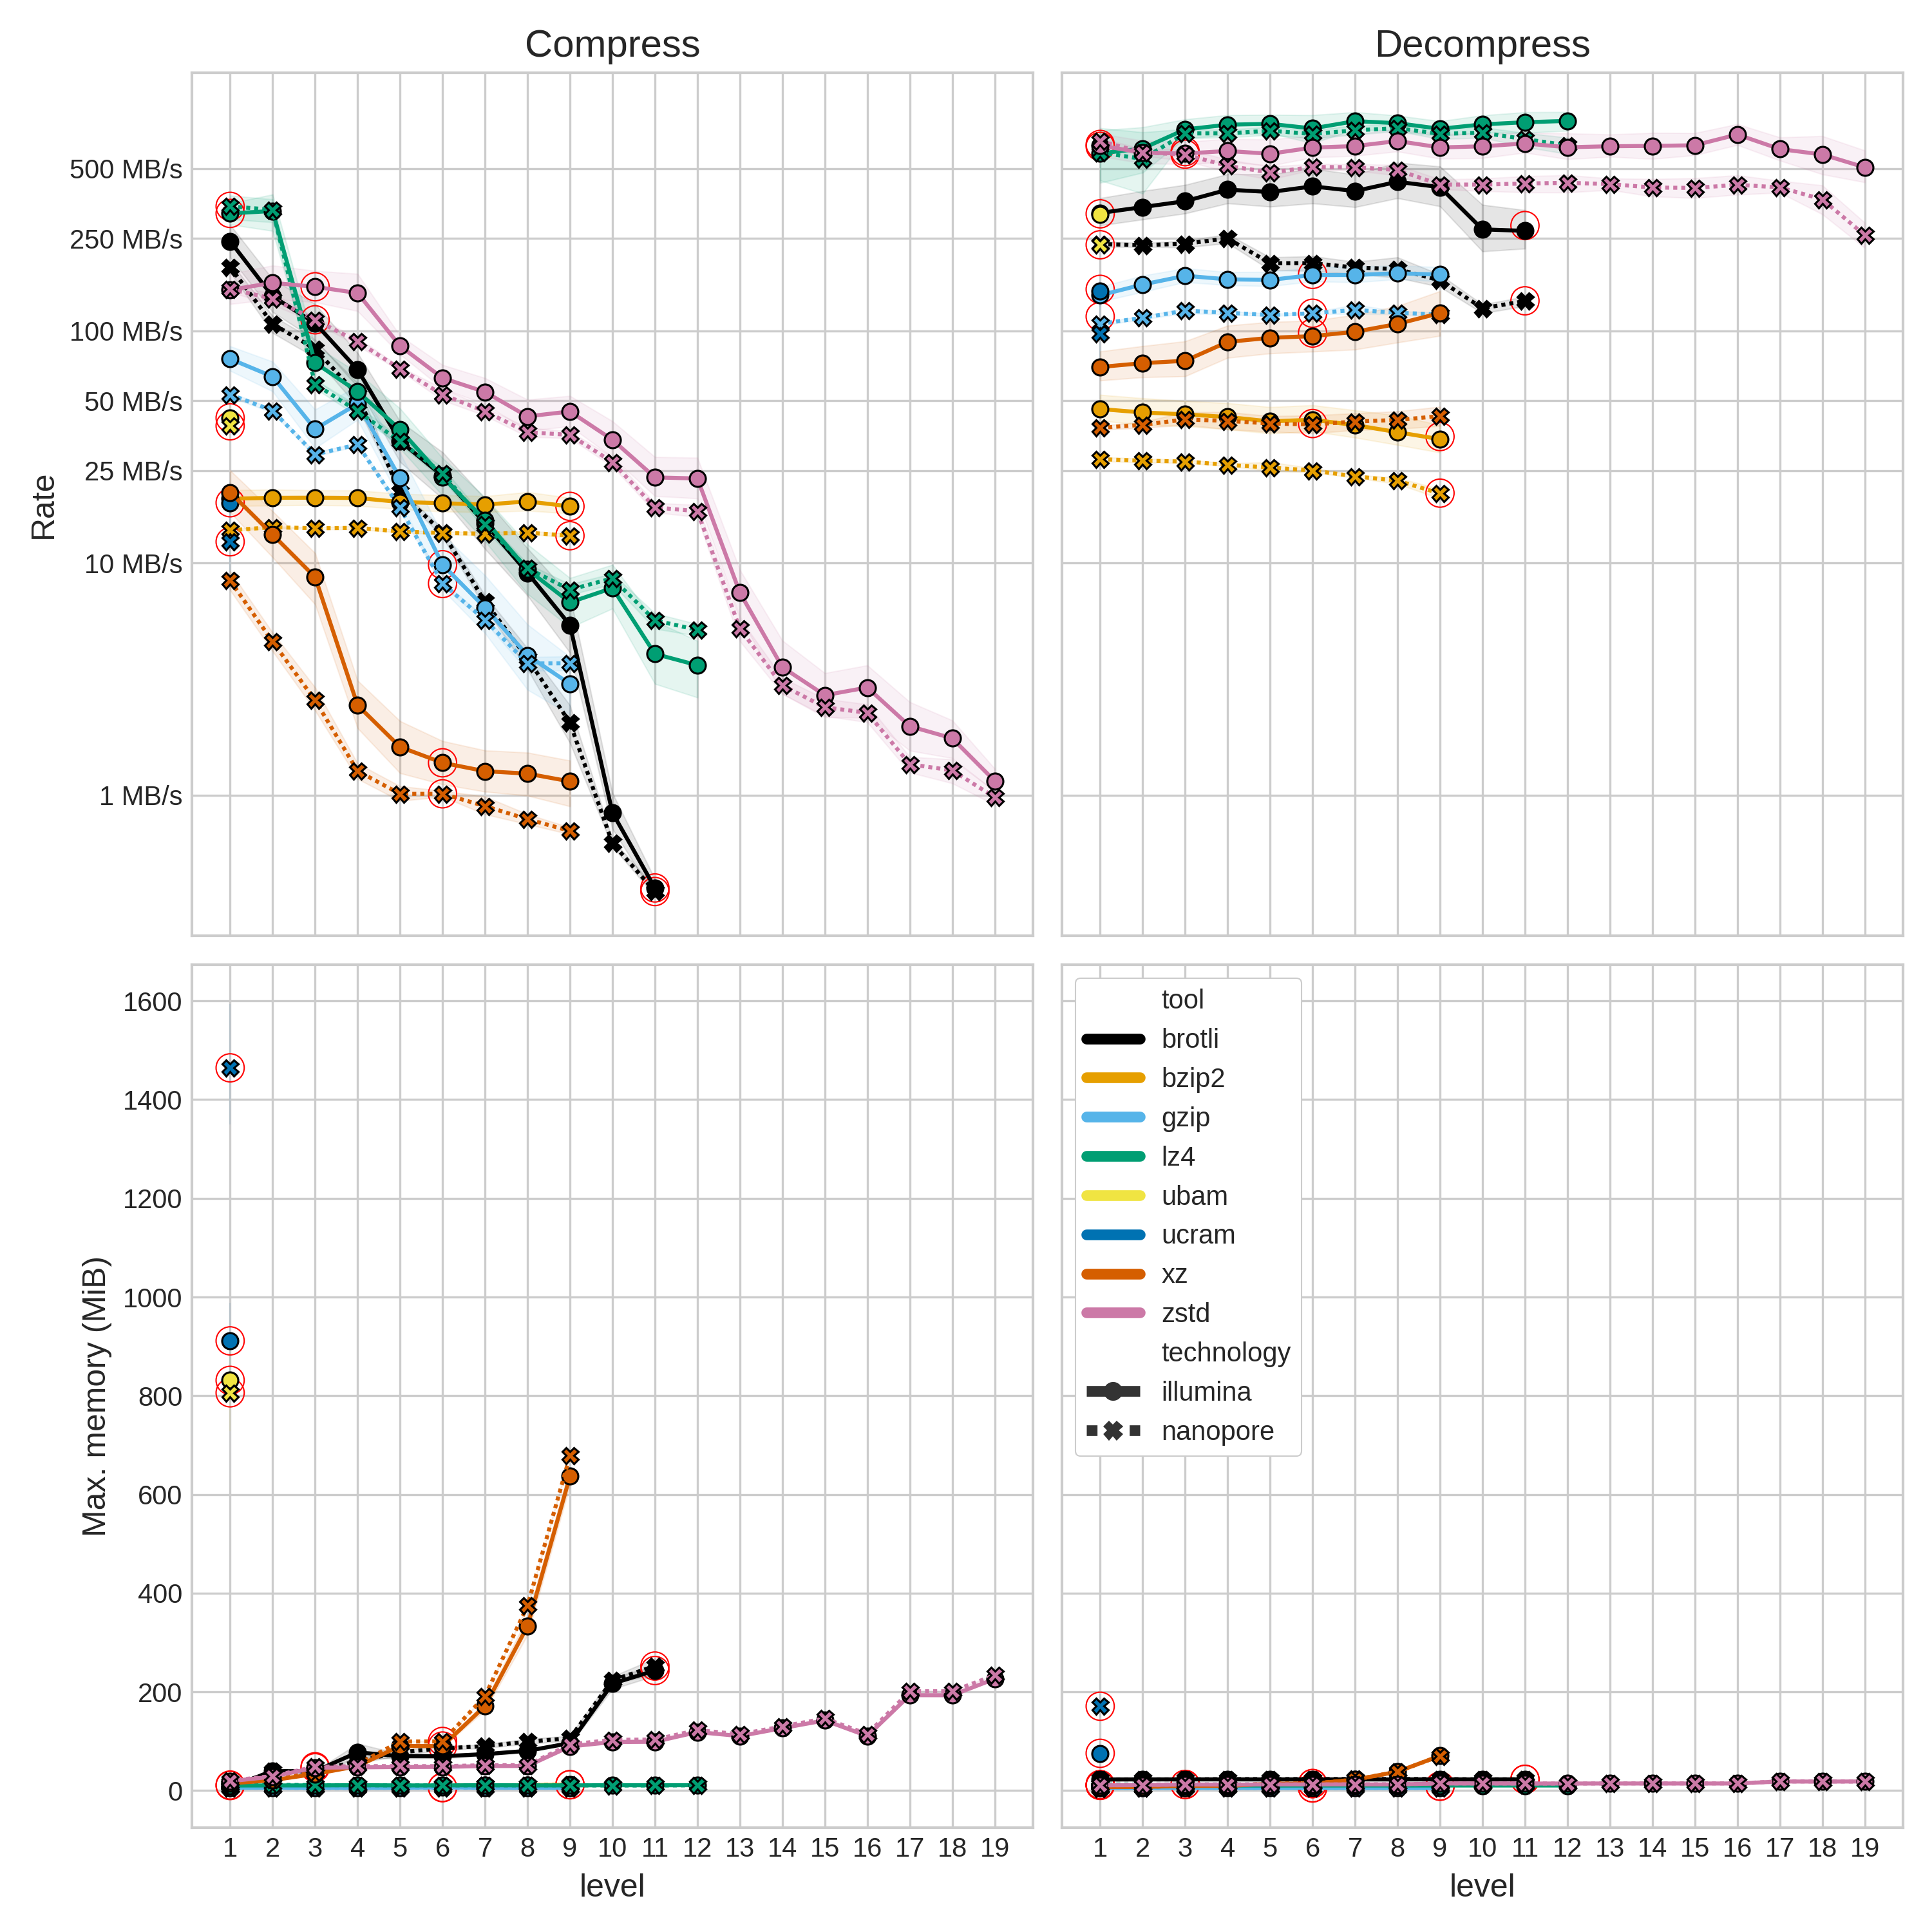 Compress
Decompress
Rate
500 MB/s
250 MB/s
100 MB/s
50 MB/s
25 MB/s
10 MB/s
1 MB/s
Max. memory (MiB)
1600
1400
1200
1000
800
600
400
200
0
tool
brotli
bzip2
gzip
lz4
ubam
ucram
xz
zstd
technology
illumina
nanopore
1 2 3 4 5 6 7 8 9 10 11 12 13 14 15 16 17 18 19
level
1 2 3 4 5 6 7 8 9 10 11 12 13 14 15 16 17 18 19
level